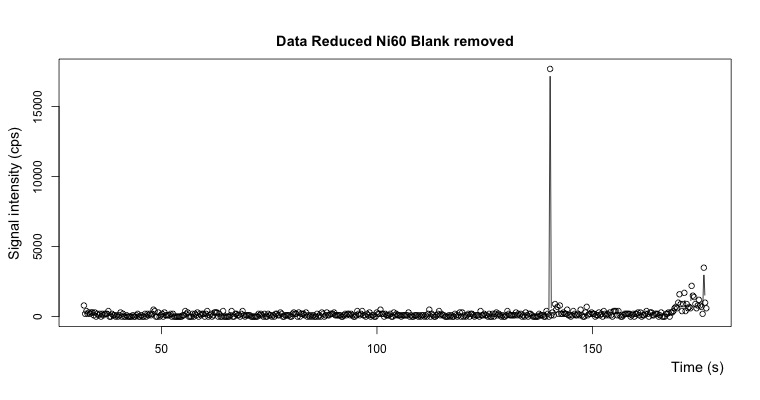 Data Reduced Ni60 Blank removed
Signal intensity (cps)
15000
10000
5000
0
50
100
150
Time (s)